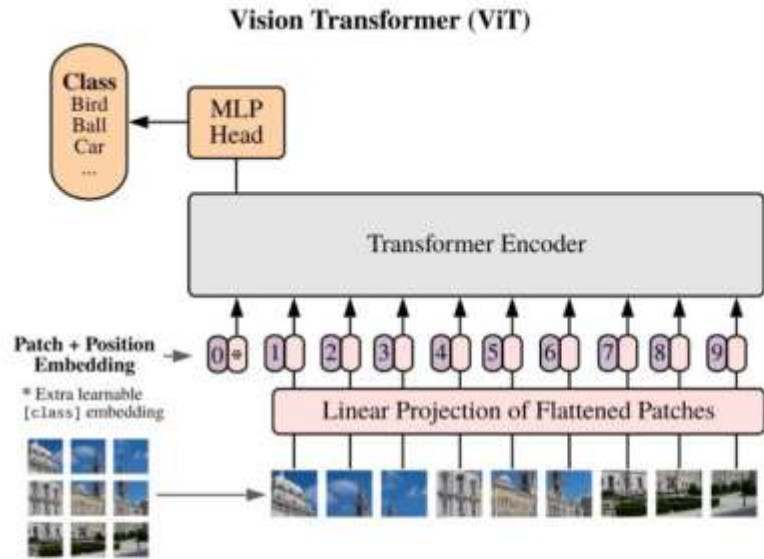 Vision Transformer (ViT)
Class
Bird
Ball
Car
...
MLP
Head
Transformer Encoder
Patch + Position
Embedding
0 * 1 2 3 4 5 6 7 8 9
* Extra learnable
[class] embedding
Linear Projection of Flattened Patches